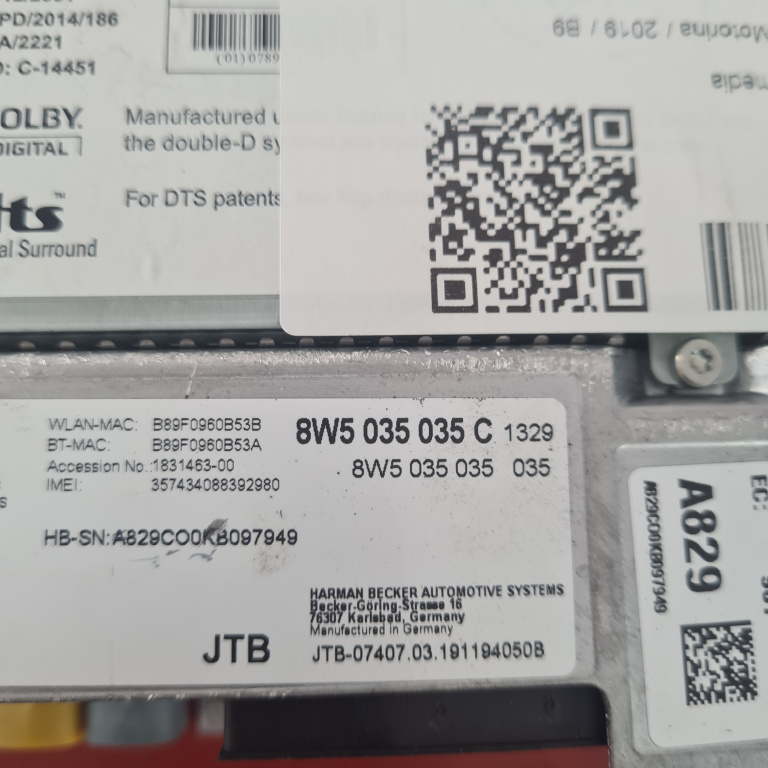 PD/2014/186
A/2221
: C-14451
(01)0789
OLBY
DIGITAL
Manufactured
the double-D
For DTS patents
dts™
al Surround
Motorina / 2019 / B9
media
WLAN-MAC: B89F0960B53B
BT-MAC: B89F0960B53A
Accession No.:1831463-00
IMEI: 357434088392980
8W5 035 035 C 1329
8W5 035 035 035
HB-SN:A829CO0KB097949
HARMAN BECKER AUTOMOTIVE SYSTEMS
Becker-Göring-Strasse 16
76307 Karlsbad, Germany
Manufactured in Germany
JTB
JTB-07407.03.191194050B
A829
A829CO0KB097949
EC: